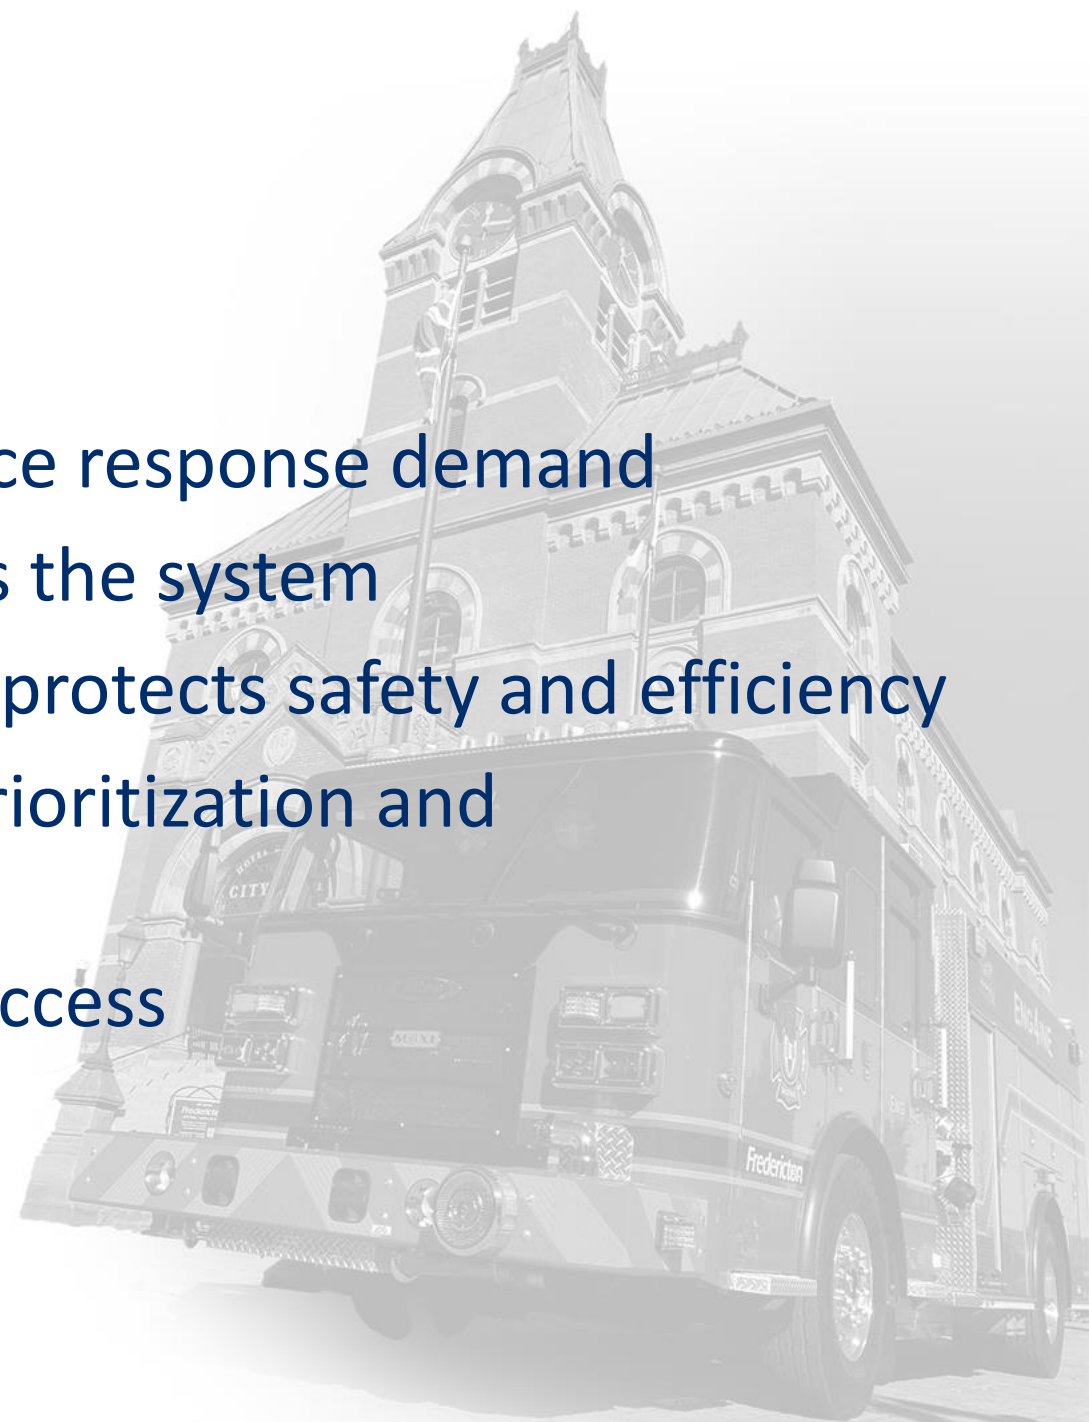 ce response demand
s the system
protects safety and efficiency
rioritization and
CITY
ccess
ENGINE
Fredericton